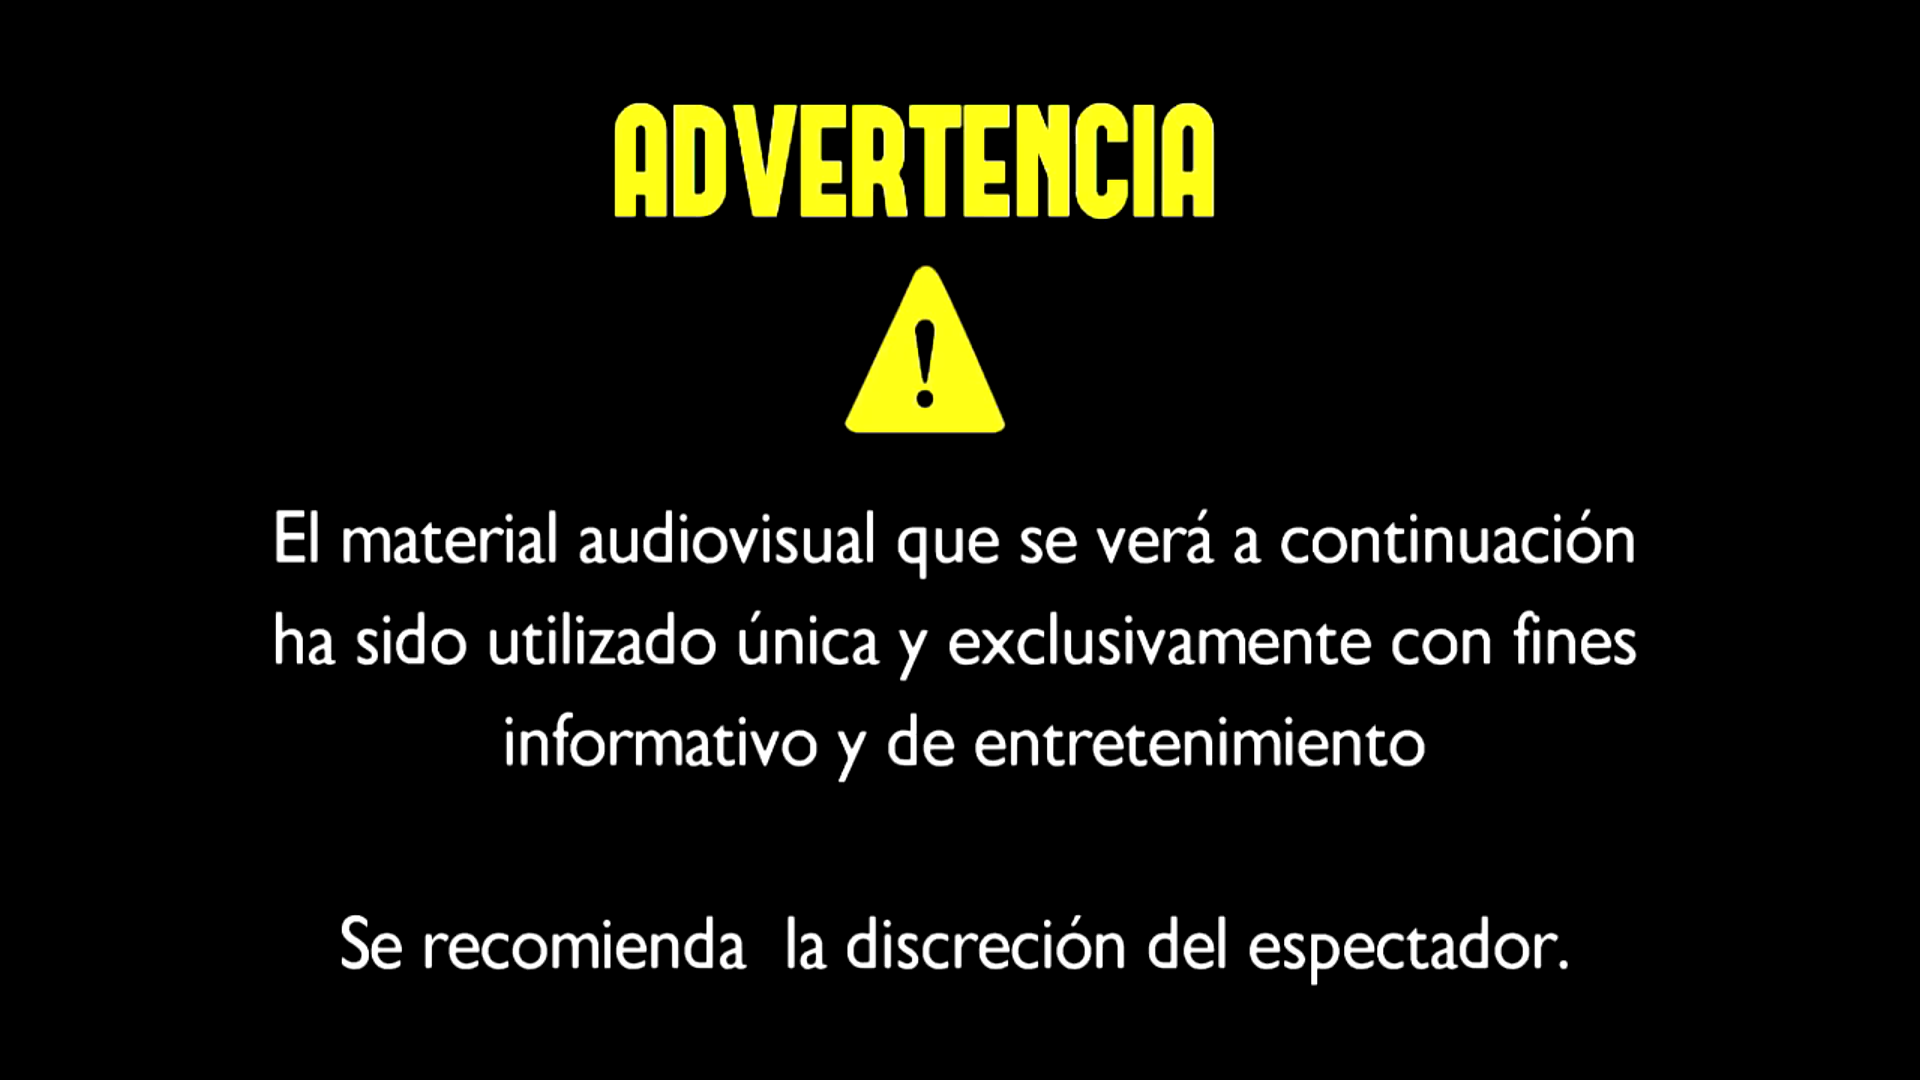 ADVERTENCIA
!
El material audiovisual que se verá a continuación
ha sido utilizado única y exclusivamente con fines
informativo y de entretenimiento
Se recomienda  la discreción del espectador.